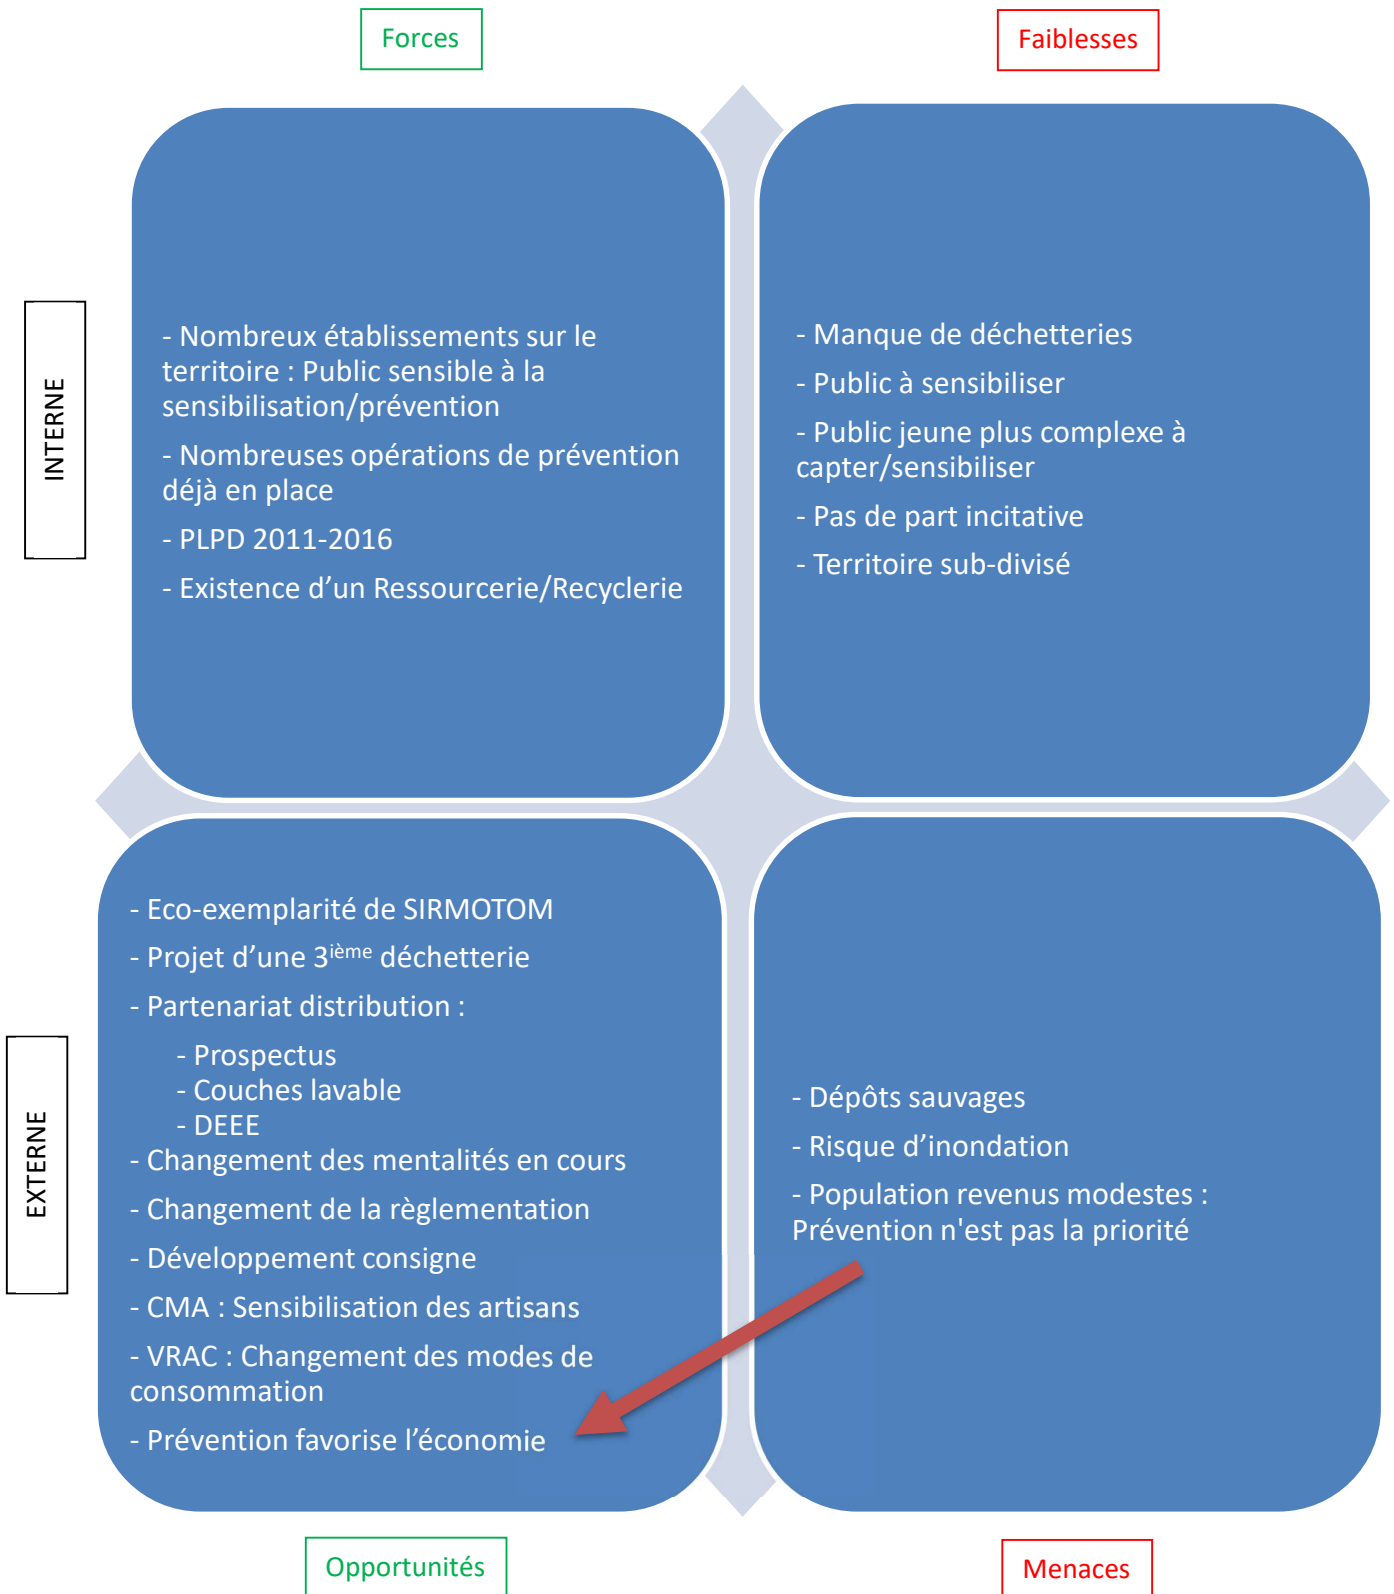 Forces
Faiblesses
INTERNE
- Nombreux établissements sur le
territoire : Public sensible à la
sensibilisation/prévention
- Nombreuses opérations de prévention
déjà en place
- PLPD 2011-2016
- Existence d’un Ressourcerie/Recyclerie
- Manque de déchetteries
- Public à sensibiliser
- Public jeune plus complexe à
capter/sensibiliser
- Pas de part incitative
- Territoire sub-divisé
EXTERNE
- Eco-exemplarité de SIRMOTOM
- Projet d’une 3ième déchetterie
- Partenariat distribution :
- Prospectus
- Couches lavable
- DEEE
- Changement des mentalités en cours
- Changement de la règlementation
- Développement consigne
- CMA : Sensibilisation des artisans
- VRAC : Changement des modes de
consommation
- Prévention favorise l’économie
- Dépôts sauvages
- Risque d’inondation
- Population revenus modestes :
Prévention n'est pas la priorité
Opportunités
Menaces